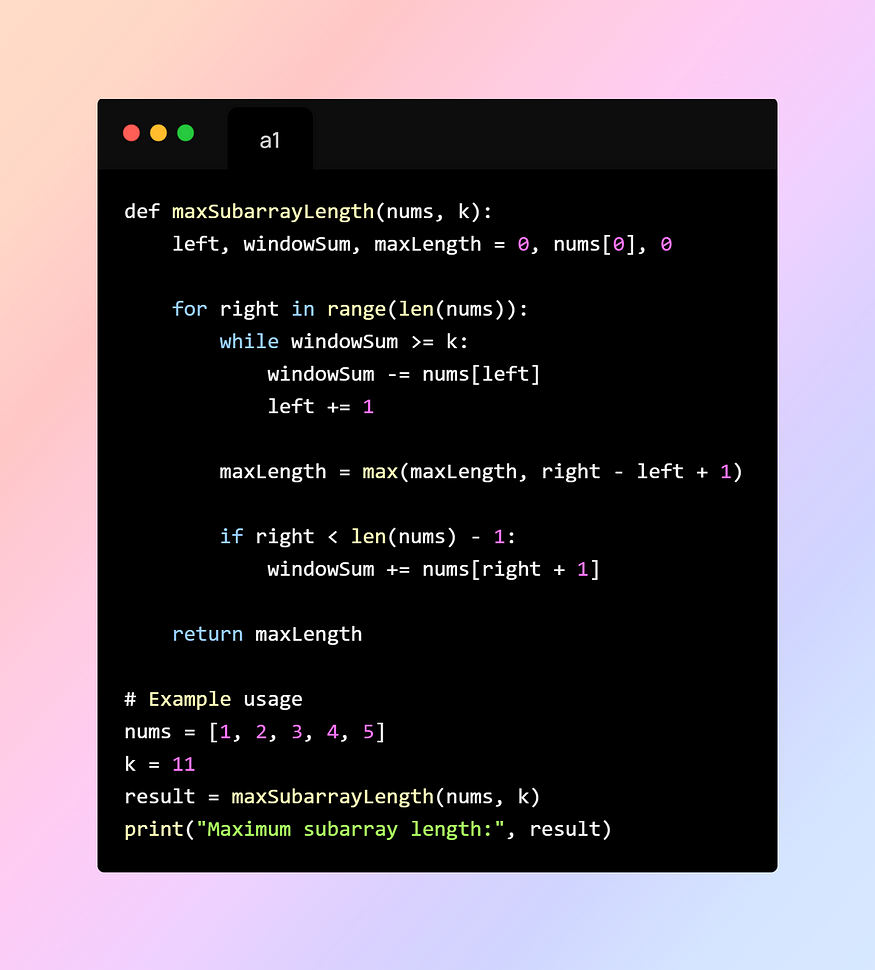 a1
def maxSubarrayLength(nums, k):
    left, windowSum, maxLength = 0, nums[0], 0
    for right in range(len(nums)):
        while windowSum >= k:
            windowSum -= nums[left]
            left += 1
        maxLength = max(maxLength, right - left + 1)
        if right < len(nums) - 1:
            windowSum += nums[right + 1]
    return maxLength
# Example usage
nums = [1, 2, 3, 4, 5]
k = 11
result = maxSubarrayLength(nums, k)
print("Maximum subarray length:", result)